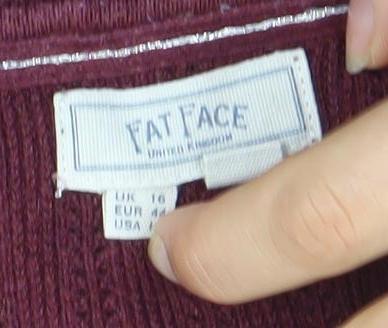 FAT FACE
UNITED KINGDOM
UK 16
EUR 44
USA